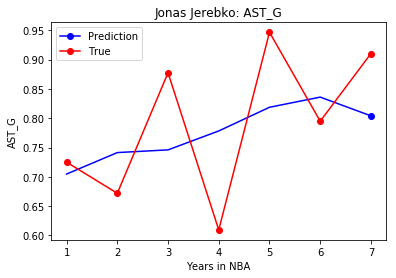 Jonas Jerebko: AST_G
Prediction
True
AST_G
0.95
0.90
0.85
0.80
0.75
0.70
0.65
0.60
1 2 3 4 5 6 7
Years in NBA